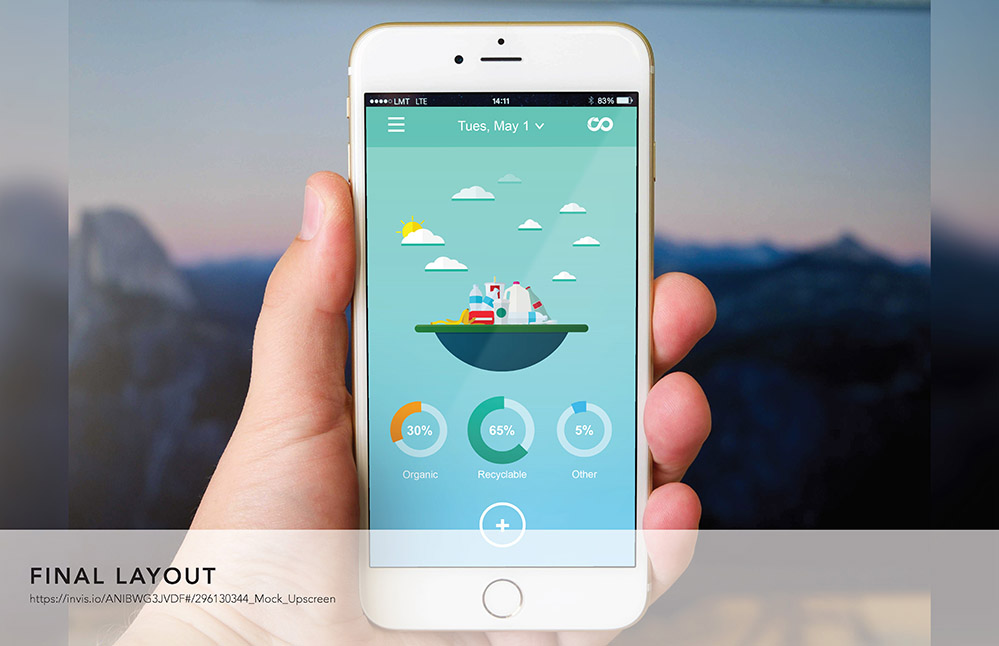 LMT LTE 14:11 83%
Tues, May 1
30% 65% 5%
Organic Recyclable Other
FINAL LAYOUT
https://invis.io/ANIBWG3JVDF#/296130344_Mock_Upscreen